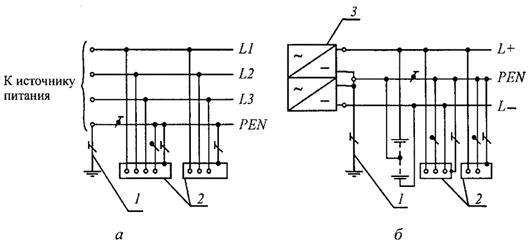 К источнику
питания
L1
L2
L3
PEN
1
2
а
3
~
–
~
–
L+
PEN
L–
1
2
б